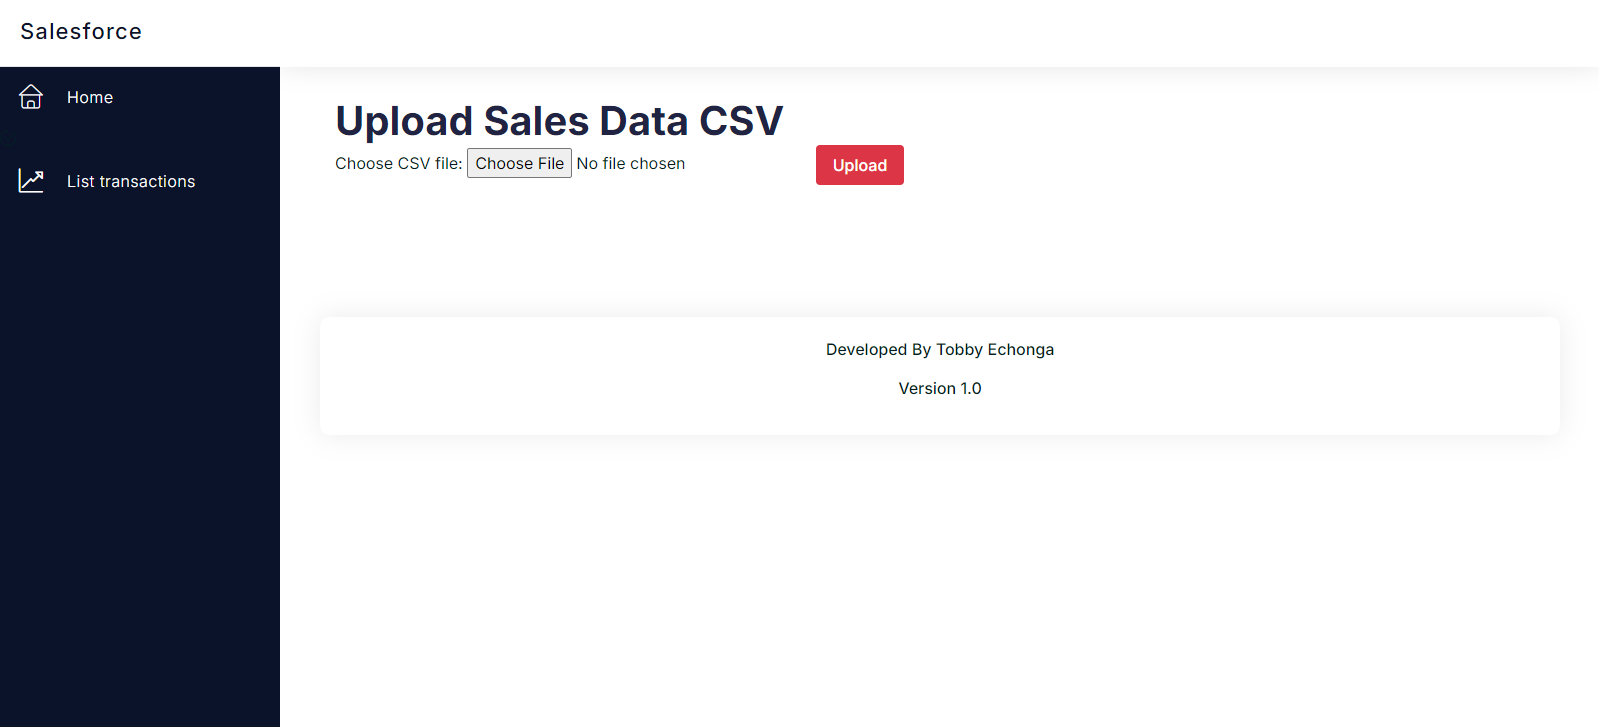 Salesforce
Home
List transactions
Upload Sales Data CSV
Choose CSV file: Choose File No file chosen
Upload
Developed By Tobby Echonga
Version 1.0